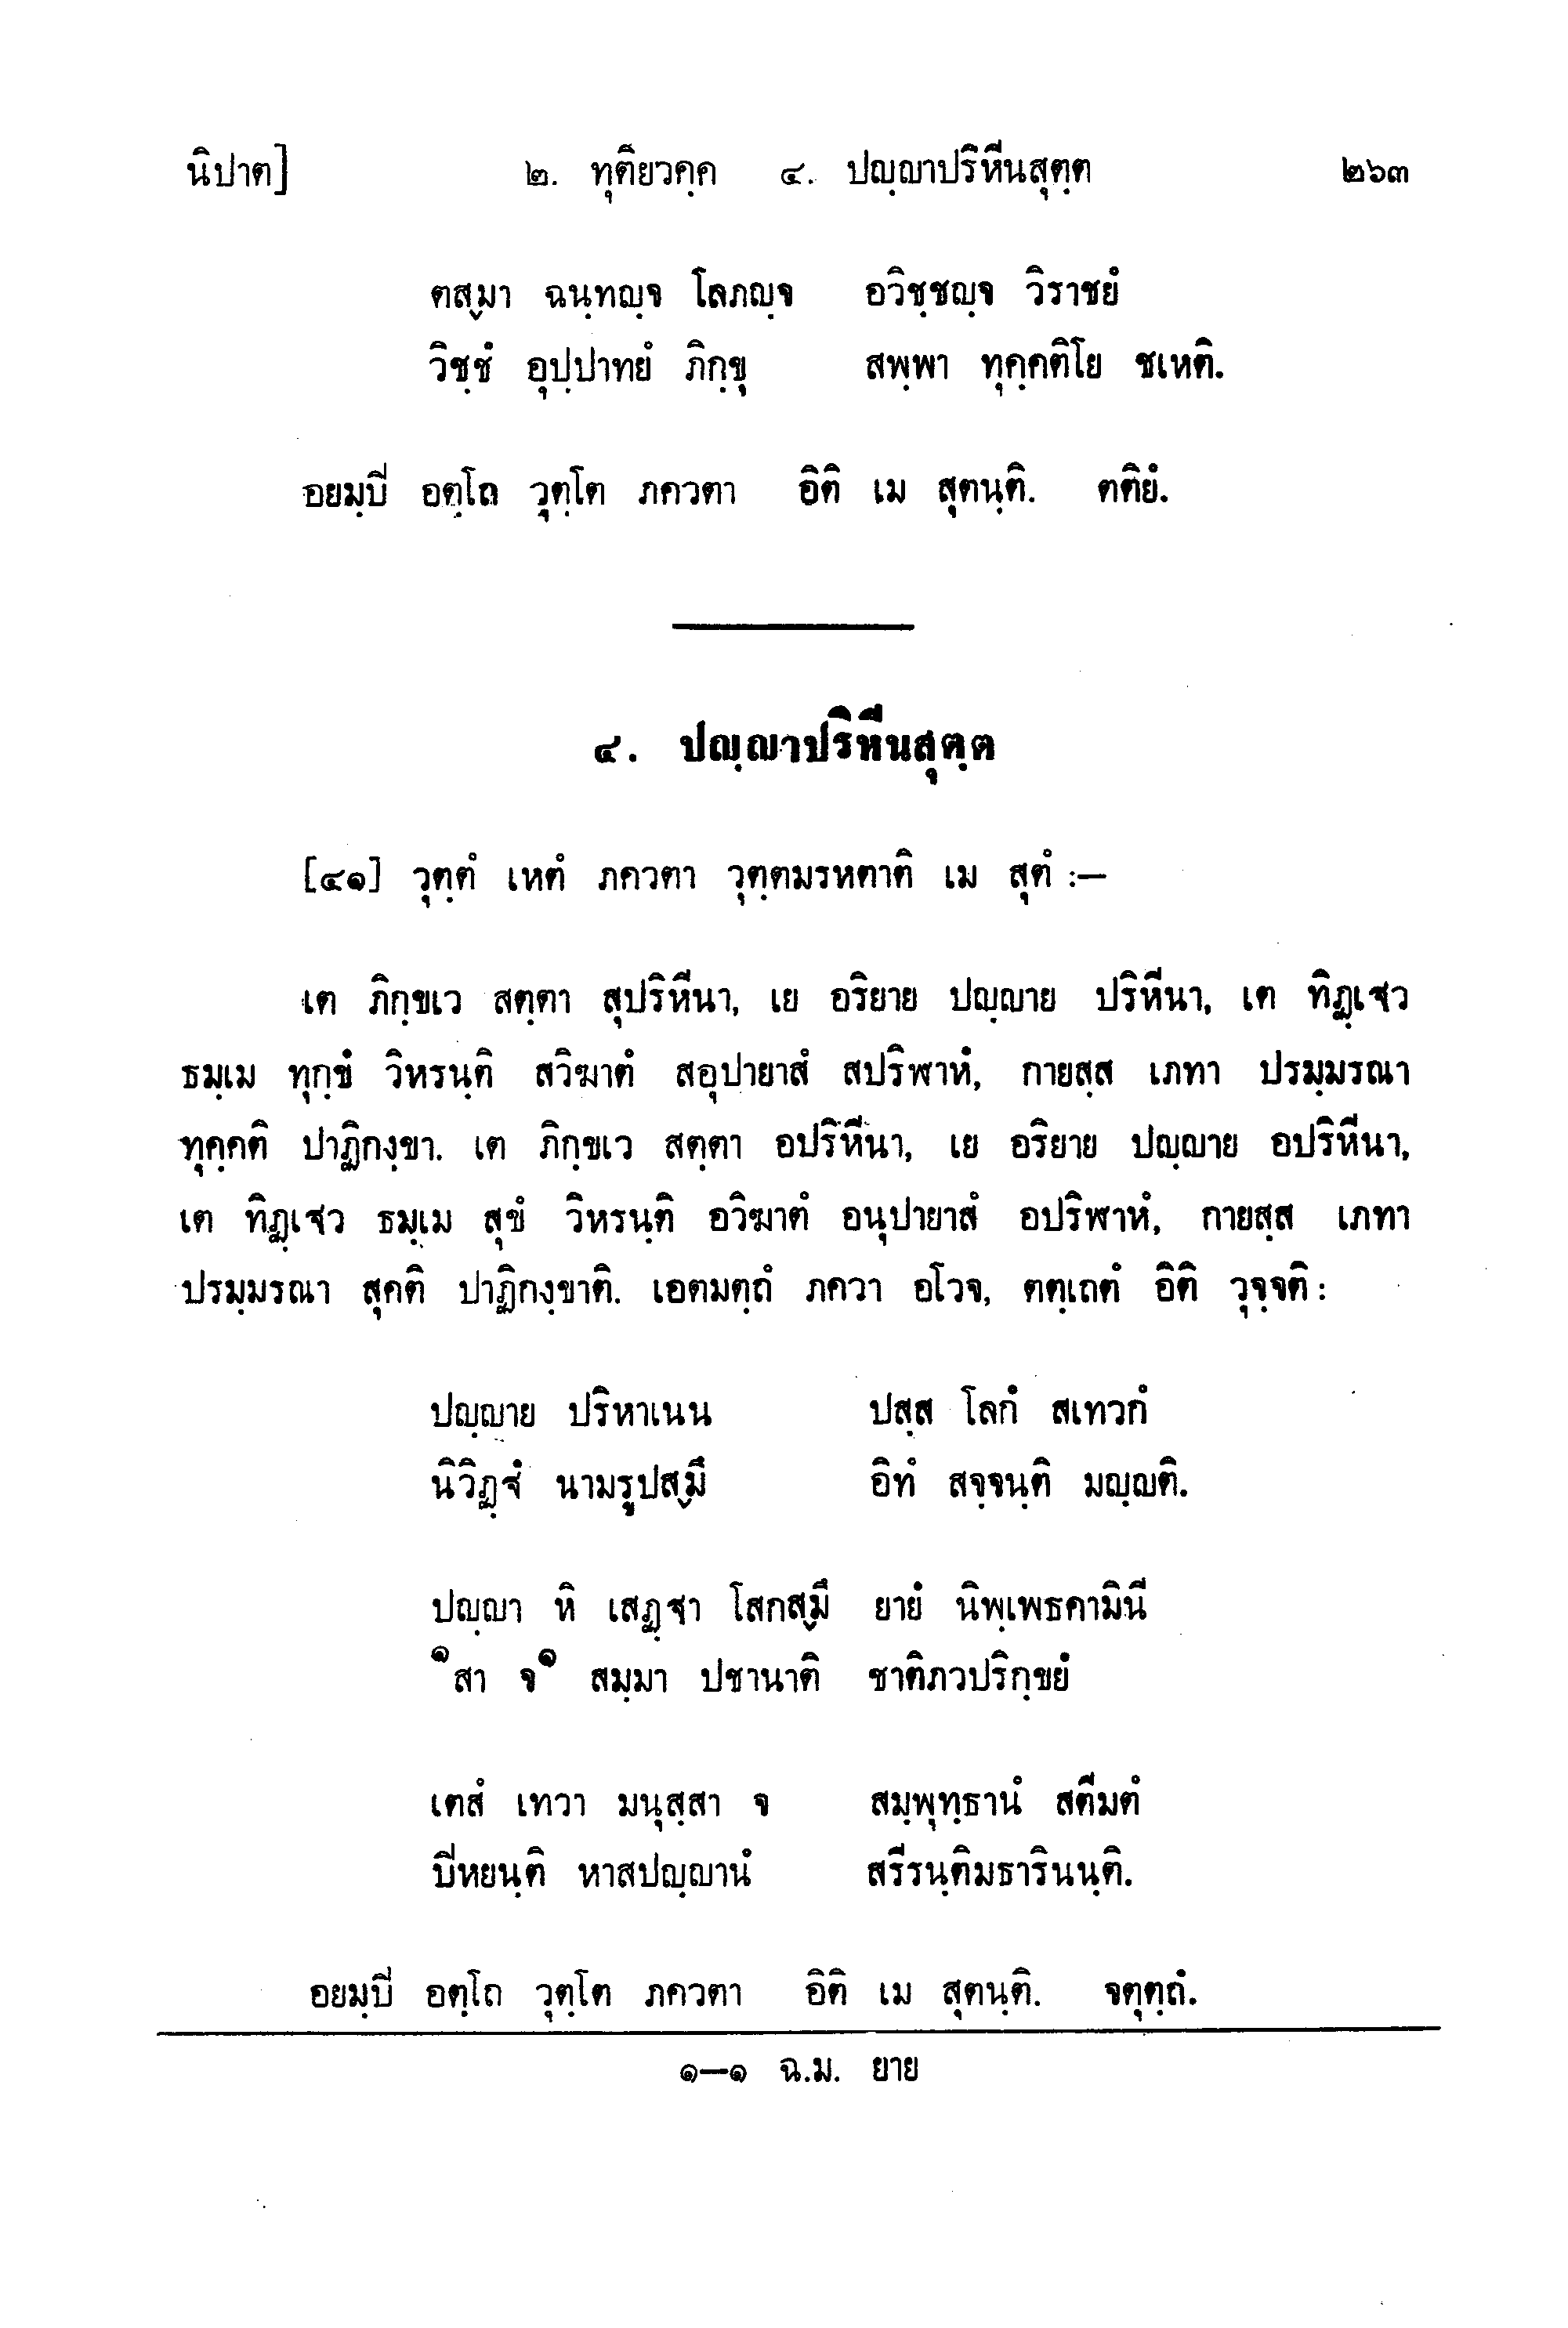 นิปาต] ๒. ทุติยวคฺค ๔. ปญฺญาปริหีนสุตฺต ๒๖๓
ตสฺมา ฉนฺทญฺจ โลภญฺจ อวิชฺชญฺจ วิราชยํ
วิชฺชํ อุปฺปาทยํ ภิกฺขุ สพฺพา ทุคฺคติโย ชเหติ.
อยมฺปี อตฺโถ วุตฺโต ภควตา อิติ เม สุตนฺติ. ตติยํ.
๔. ปญฺญาปริหีนสุตฺต
[๔๑] วุตฺตํ เหตํ ภควตา วุตฺตมรหตาติ เม สุตํ :—
เต ภิกฺขเว สตฺตา สุปริหีนา, เย อริยาย ปญฺญาย ปริหีนา, เต ทิฏฺเฐว
ธมฺเม ทุกฺขํ วิหรนฺติ สวิฆาตํ สอุปายาสํ สปริฬาหํ, กายสฺส เภทา ปรมฺมรณา
ทุคฺคติ ปาฏิกงฺขา. เต ภิกฺขเว สตฺตา อปริหีนา, เย อริยาย ปญฺญาย อปริหีนา,
เต ทิฏฺเฐว ธมฺเม สุขํ วิหรนฺติ อวิฆาตํ อนุปายาสํ อปริฬาหํ, กายสฺส เภทา
ปรมฺมรณา สุคติ ปาฏิกงฺขาติ. เอตมตฺถํ ภควา อโวจ, ตตฺเถตํ อิติ วุจฺจติ :
ปญฺญาย ปริหาเนน ปสฺส โลกํ สเทวกํ
นิวิฏฺฐํ นามรูปสฺมึ อิทํ สจฺจนฺติ มญฺญติ.
ปญฺญา หิ เสฏฺฐา โลกสฺมึ ยายํ นิพฺเพธคามินี
๑สา จ๑ สมฺมา ปชานาติ ชาติภวปริกฺขยํ
เตสํ เทวา มนุสฺสา จ สมฺพุทฺธานํ สตีมตํ
ปิหยนฺติ หาสปญฺญานํ สรีรนฺติมธารินนฺติ.
อยมฺปี อตฺโถ วุตฺโต ภควตา อิติ เม สุตนฺติ. จตุตฺถํ.
๑—๑ ฉ.ม. ยาย